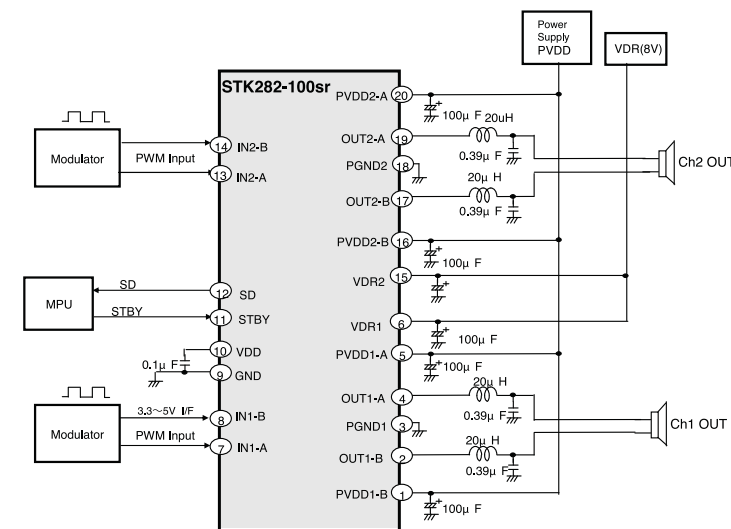 Power
Supply
PVDD
VDR(8V)
STK282-100sr
PVDD2-A
20
100μ F
20uH
OUT2-A
19
0.39μ F
PGND2
18
20μ H
OUT2-B
17
0.39μ F
Ch2 OUT
PVDD2-B
16
100μ F
VDR2
15
VDR1
6
100μ F
PVDD1-A
5
100μ F
20μ H
OUT1-A
4
0.39μ F
PGND1
3
20μ H
OUT1-B
2
0.39μ F
Ch1 OUT
PVDD1-B
1
100μ F
Modulator
PWM Input
14
IN2-B
13
IN2-A
MPU
SD
12
SD
STBY
11
STBY
10
VDD
0.1μ F
9
GND
Modulator
3.3~5V I/F
8
IN1-B
PWM Input
7
IN1-A